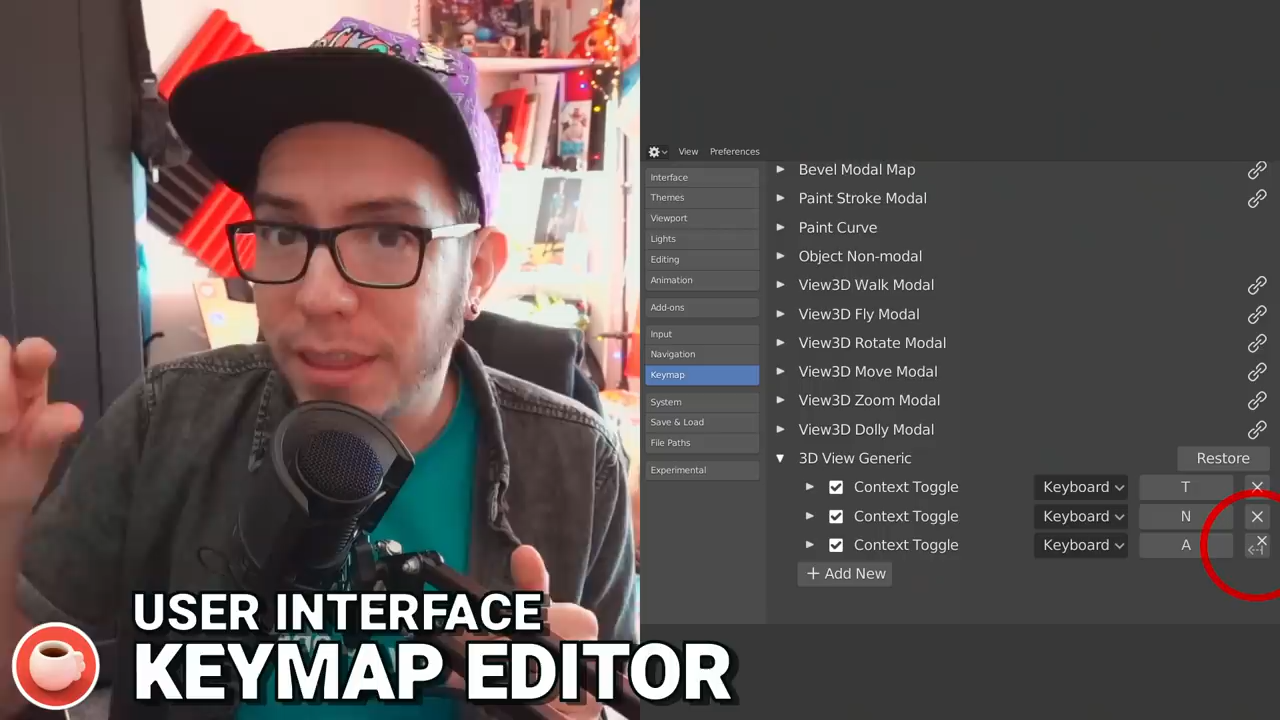 View Preferences
Interface
Themes
Viewport
Lights
Editing
Animation
Add-ons
Input
Navigation
Keymap
System
Save & Load
File Paths
Experimental
Bevel Modal Map
Paint Stroke Modal
Paint Curve
Object Non-modal
View3D Walk Modal
View3D Fly Modal
View3D Rotate Modal
View3D Move Modal
View3D Zoom Modal
View3D Dolly Modal
3D View Generic Restore
Context Toggle Keyboard T
Context Toggle Keyboard N
Context Toggle Keyboard A
+ Add New
USER INTERFACE
KEYMAP EDITOR